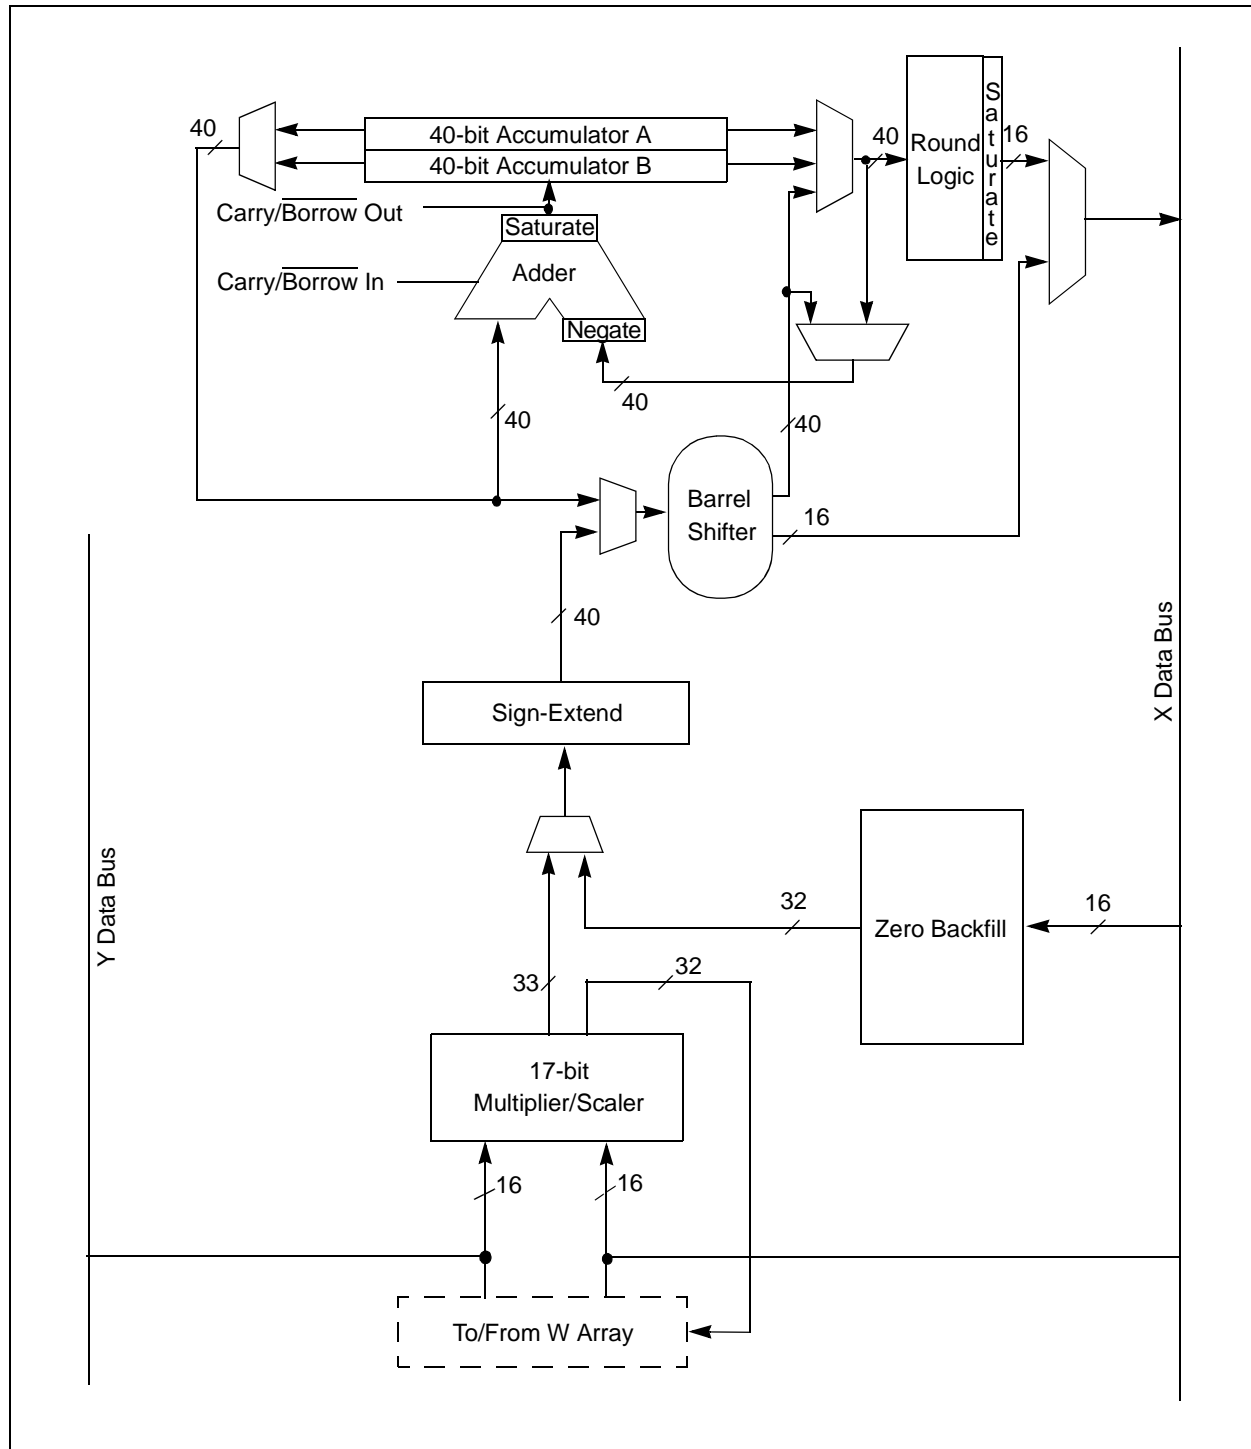 40
40-bit Accumulator A
40-bit Accumulator B
40
Round
Logic
Saturate
16
Carry/Borrow Out
Saturate
Carry/Borrow In
Adder
Negate
40
40
40
Barrel
Shifter
16
40
X Data Bus
Sign-Extend
Y Data Bus
32
16
Zero Backfill
33
32
17-bit
Multiplier/Scaler
16
16
To/From W Array